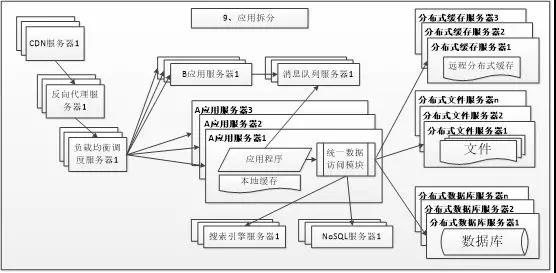 9、应用拆分
CDN服务器1
反向代理服
务器1
负载均衡调
度服务器1
B应用服务器1
消息队列服务器1
A应用服务器3
A应用服务器2
A应用服务器1
应用程序
本地缓存
统一数据
访问模块
搜索引擎服务器1
NoSQL服务器1
分布式缓存服务器3
分布式缓存服务器2
分布式缓存服务器1
远程分布式缓存
分布式文件服务器n
分布式文件服务器2
分布式文件服务器1
文件
分布式数据库服务器n
分布式数据库服务器2
分布式数据库服务器1
数据库